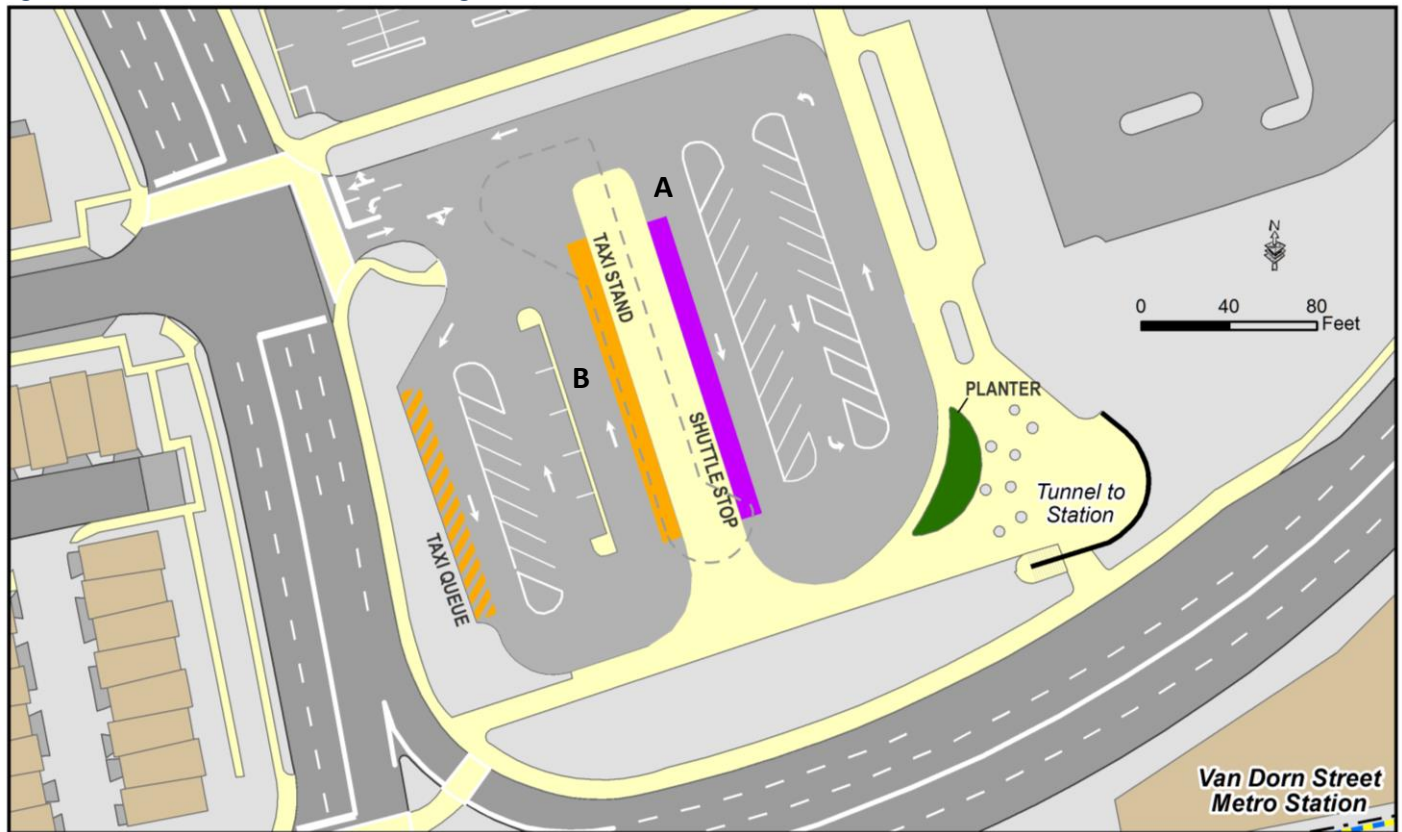 A
N
TAXI STAND
0 40 80
Feet
B
PLANTER
SHUTTLE STOP
Tunnel to
Station
TAXI QUEUE
Van Dorn Street
Metro Station